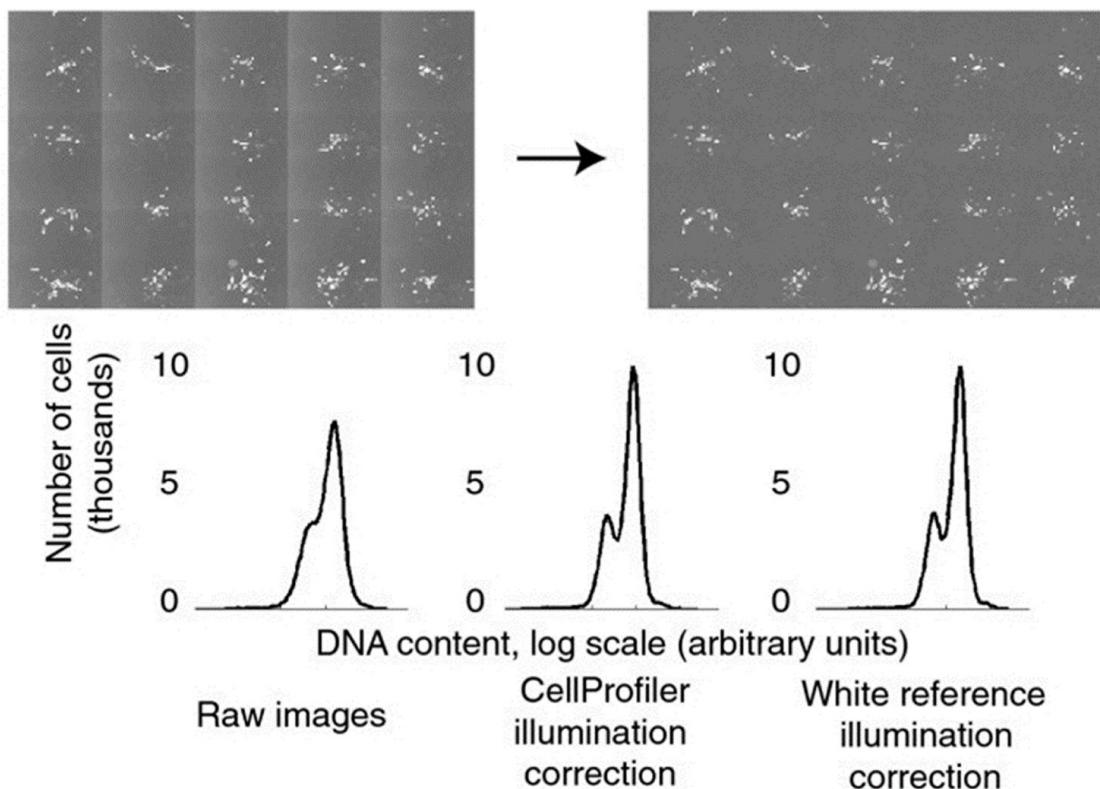 Number of cells
(thousands)
10
5
0
10
5
0
10
5
0
DNA content, log scale (arbitrary units)
Raw images
CellProfiler
illumination
correction
White reference
illumination
correction